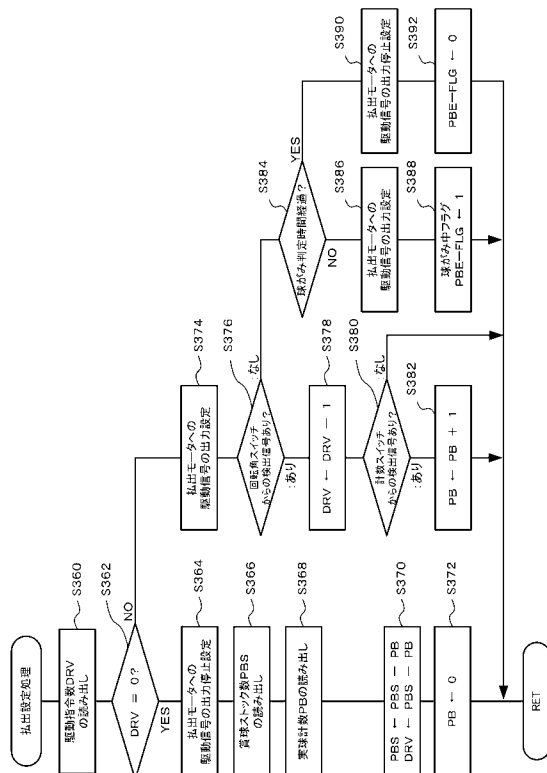 払出設定処理
S360
駆動指令数DRV
の読み出し
S362
DRV = 0?
NO
YES
S364
払出モータへの
駆動信号の出力停止設定
S366
賞球ストック数PBS
の読み出し
S368
実球計数PBの読み出し
S370
PBS ← PBS － PB
DRV ← PBS － PB
S372
PB ← 0
RET
S374
払出モータへの
駆動信号の出力設定
S376
回転角スイッチ
からの検出信号あり?
:なし
:あり
S378
DRV ← DRV － 1
S380
計数スイッチ
からの検出信号あり?
:なし
:あり
S382
PB ← PB + 1
S384
球がみ判定時間経過?
YES
NO
S386
払出モータへの
駆動信号の出力設定
S388
球がみ中フラグ
PBE－FLG ← 1
S390
払出モータへの
駆動信号の出力停止設定
S392
PBE－FLG ← 0